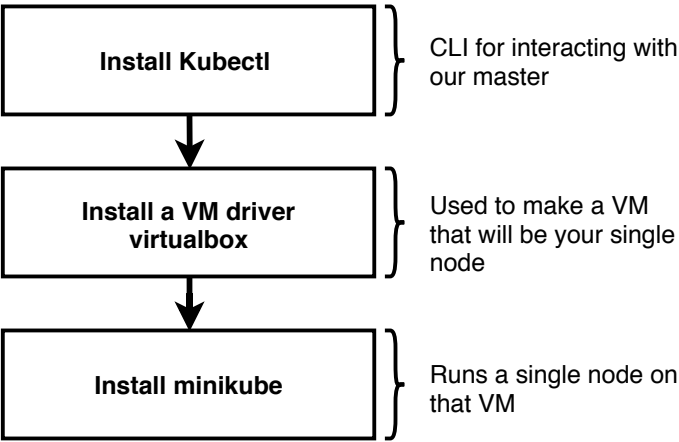 Install Kubectl
CLI for interacting with
our master
Install a VM driver
virtualbox
Used to make a VM
that will be your single
node
Install minikube
Runs a single node on
that VM